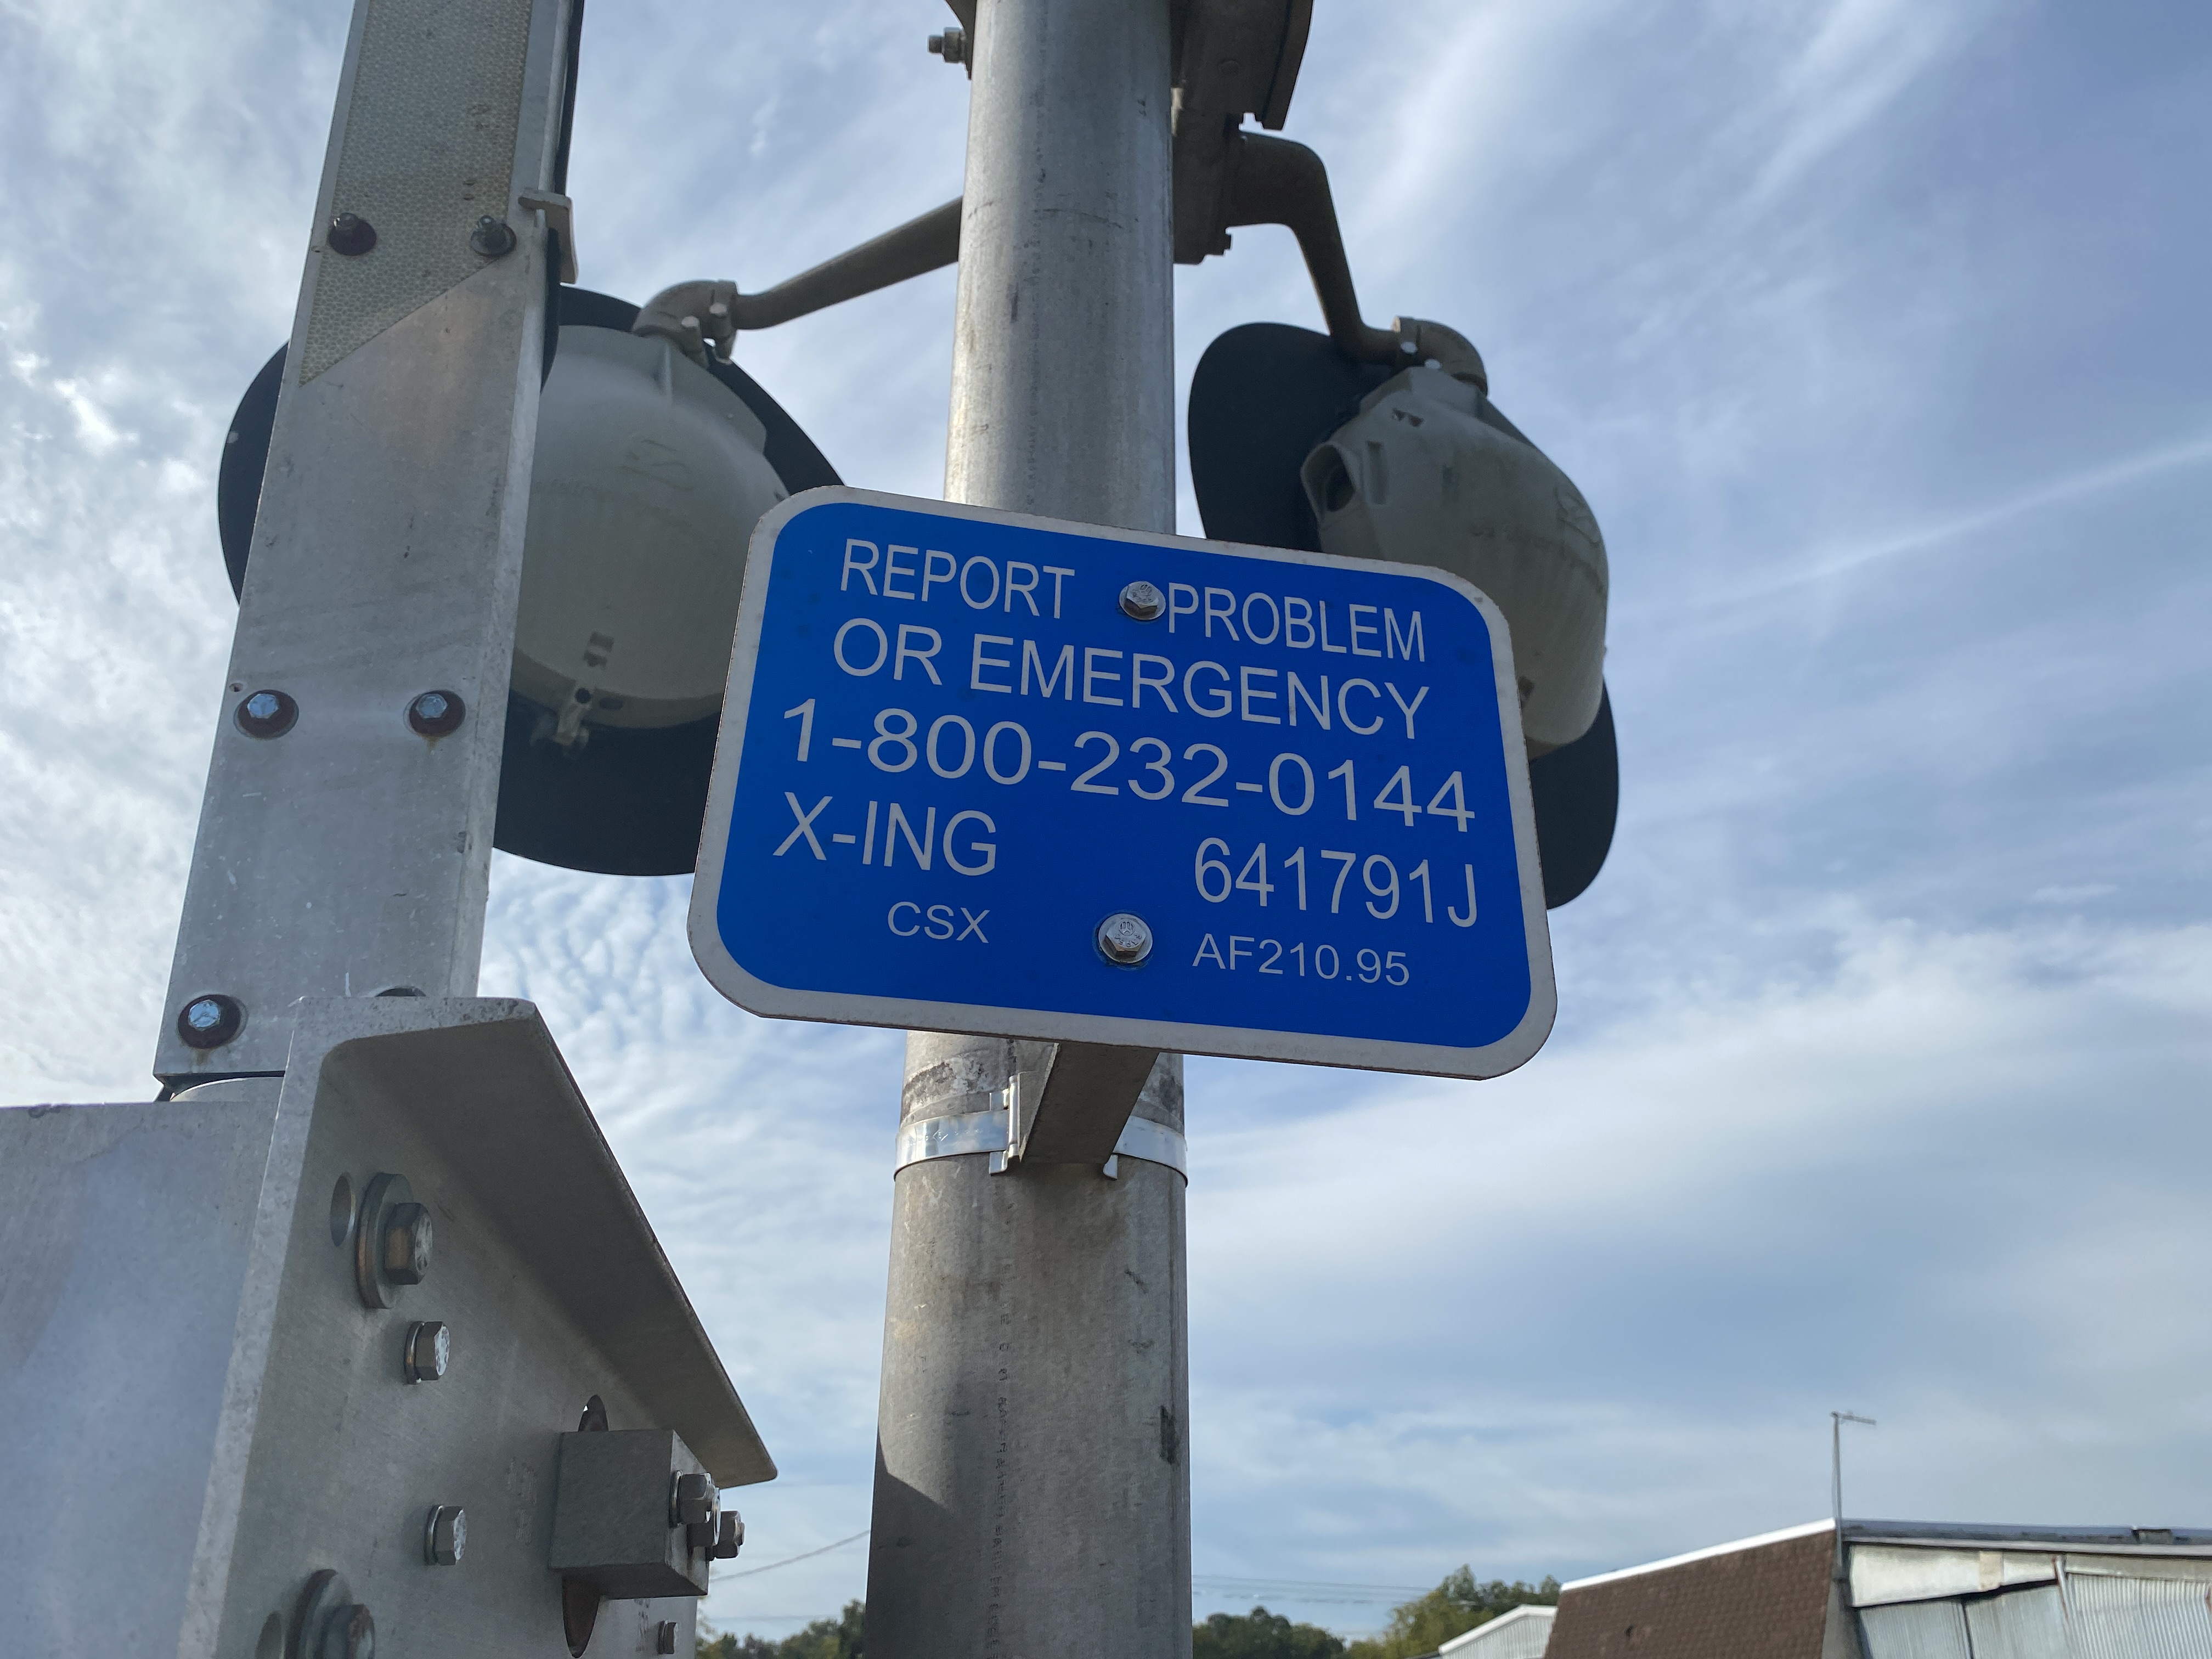 REPORT PROBLEM
OR EMERGENCY
1-800-232-0144
X-ING 641791J
CSX AF210.95